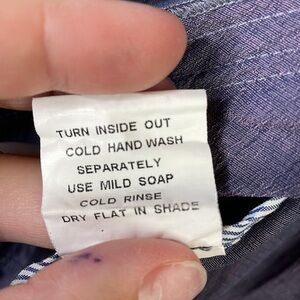 TURN INSIDE OUT
COLD HAND WASH
SEPARATELY
USE MILD SOAP
COLD RINSE
DRY FLAT IN SHADE